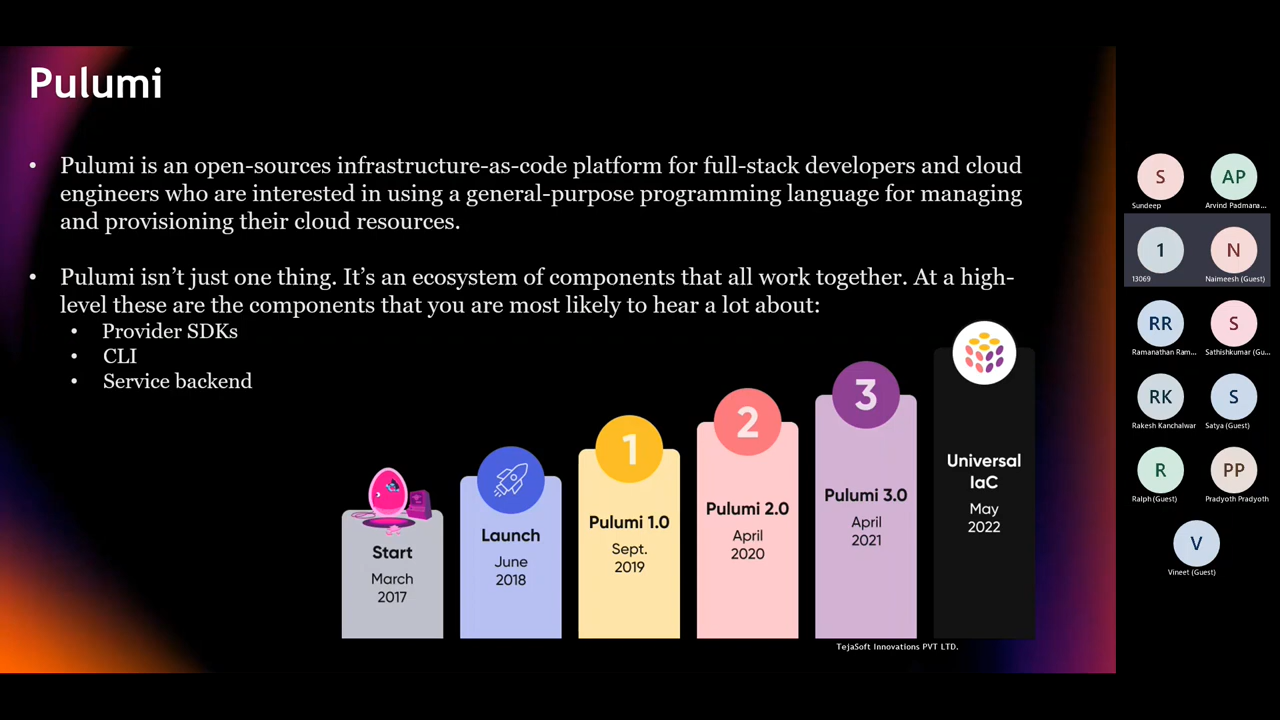 Pulumi
• Pulumi is an open-sources infrastructure-as-code platform for full-stack developers and cloud
engineers who are interested in using a general-purpose programming language for managing
and provisioning their cloud resources.
• Pulumi isn’t just one thing. It’s an ecosystem of components that all work together. At a high-
level these are the components that you are most likely to hear a lot about:
• Provider SDKs
• CLI
• Service backend
Start
March
2017
Launch
June
2018
1
Pulumi 1.0
Sept.
2019
2
Pulumi 2.0
April
2020
3
Pulumi 3.0
April
2021
Universal
IaC
May
2022
TejaSoft Innovations PVT LTD.
S
Sundeep
AP
Arvind Padmana...
1
13069
N
Naimeesh (Guest)
RR
Ramanathan Ram...
S
Sathishkumar (Gu...
RK
Rakesh Kanchalwar
S
Satya (Guest)
R
Ralph (Guest)
PP
Pradyoth Pradyoth
V
Vineet (Guest)